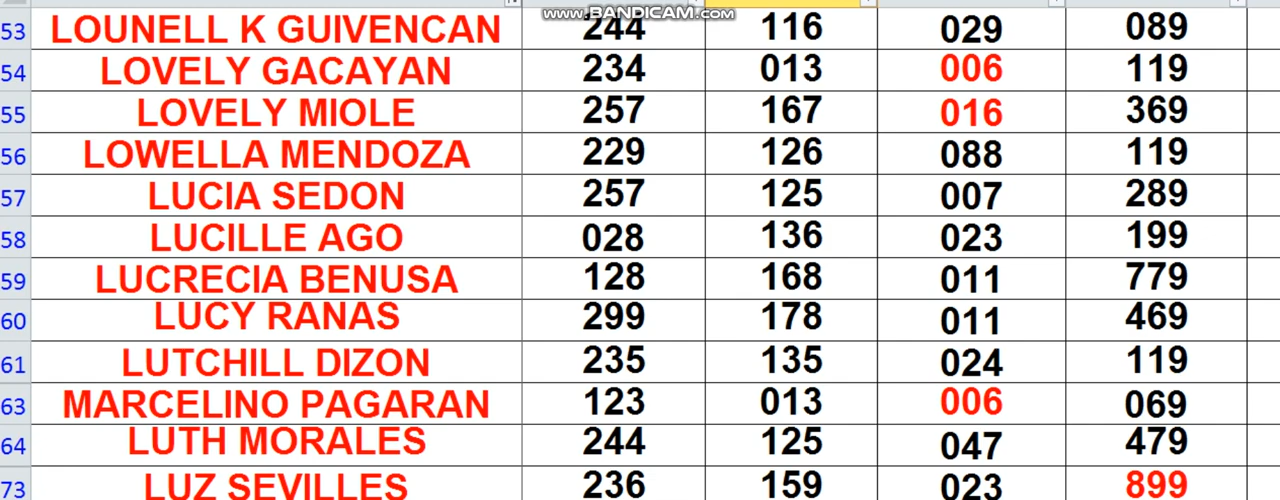 www.BANDICAM.com
53 LOUNELL K GUIVENCAN 244 116 029 089
54 LOVELY GACAYAN 234 013 006 119
55 LOVELY MIOLE 257 167 016 369
56 LOWELLA MENDOZA 229 126 088 119
57 LUCIA SEDON 257 125 007 289
58 LUCILLE AGO 028 136 023 199
59 LUCRECIA BENUSA 128 168 011 779
60 LUCY RANAS 299 178 011 469
61 LUTCHILL DIZON 235 135 024 119
63 MARCELINO PAGARAN 123 013 006 069
64 LUTH MORALES 244 125 047 479
73 LUZ SEVILLES 236 159 023 899